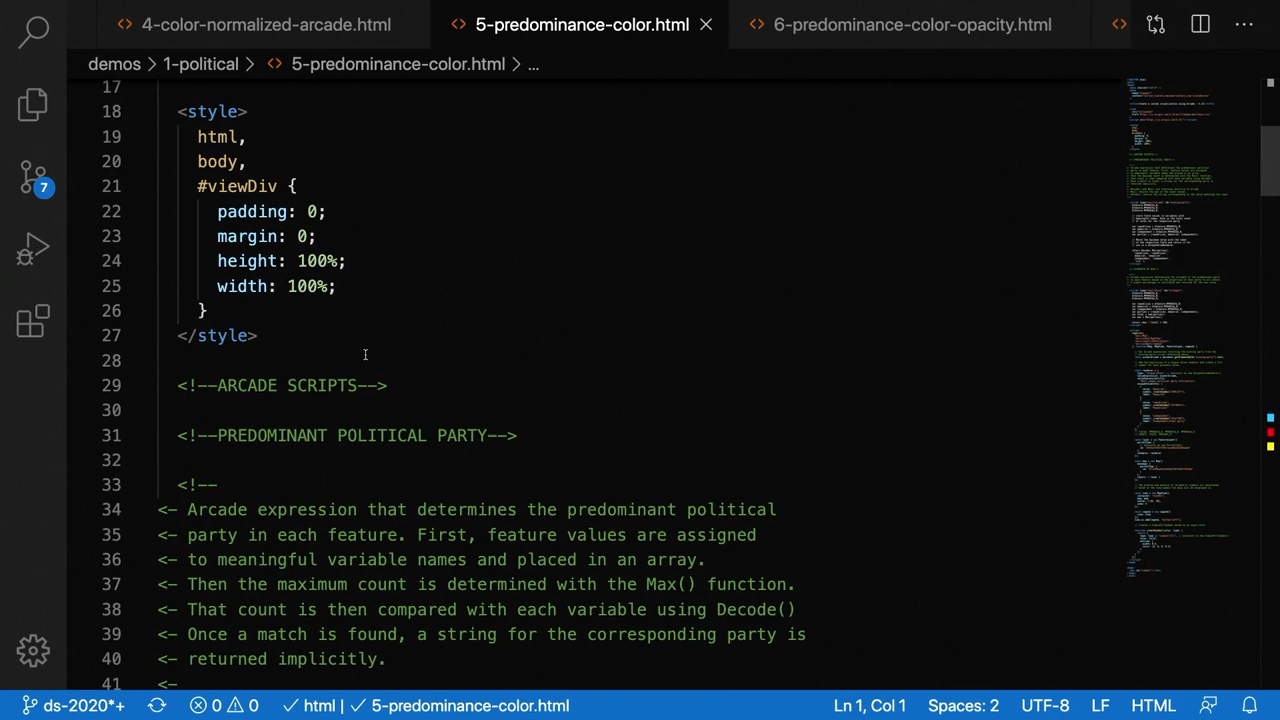 4-color-normalized-arcade.html
5-predominance-color.html
6-predominance-color-opacity.html
demos > 1-political > 5-predominance-color.html > ...
17
18 <style>
19 html,
20 body,
21 #viewDiv {
22 padding: 0;
23 margin: 0;
24 height: 100%;
25 width: 100%;
26 }
27 </style>
28
29 <!--ARCADE SCRIPTS-->
30
31 <!--PREDOMINANT POLITICAL PARTY-->
32
33 <!--
34 <- Arcade expression that determines the predominant political
35 <- party in each feature. First, feature values are assigned
36 <- to meaningful variable names and placed in an array.
37 <- Then the maximum count is determined with the Max() function.
38 <- That count is then compared with each variable using Decode()
39 <- Once a match is found, a string for the corresponding party is
40 <- returned implicitly.
41 <-
7
ds-2020*+ 0 0 html | 5-predominance-color.html Ln 1, Col 1 Spaces: 2 UTF-8 LF HTML